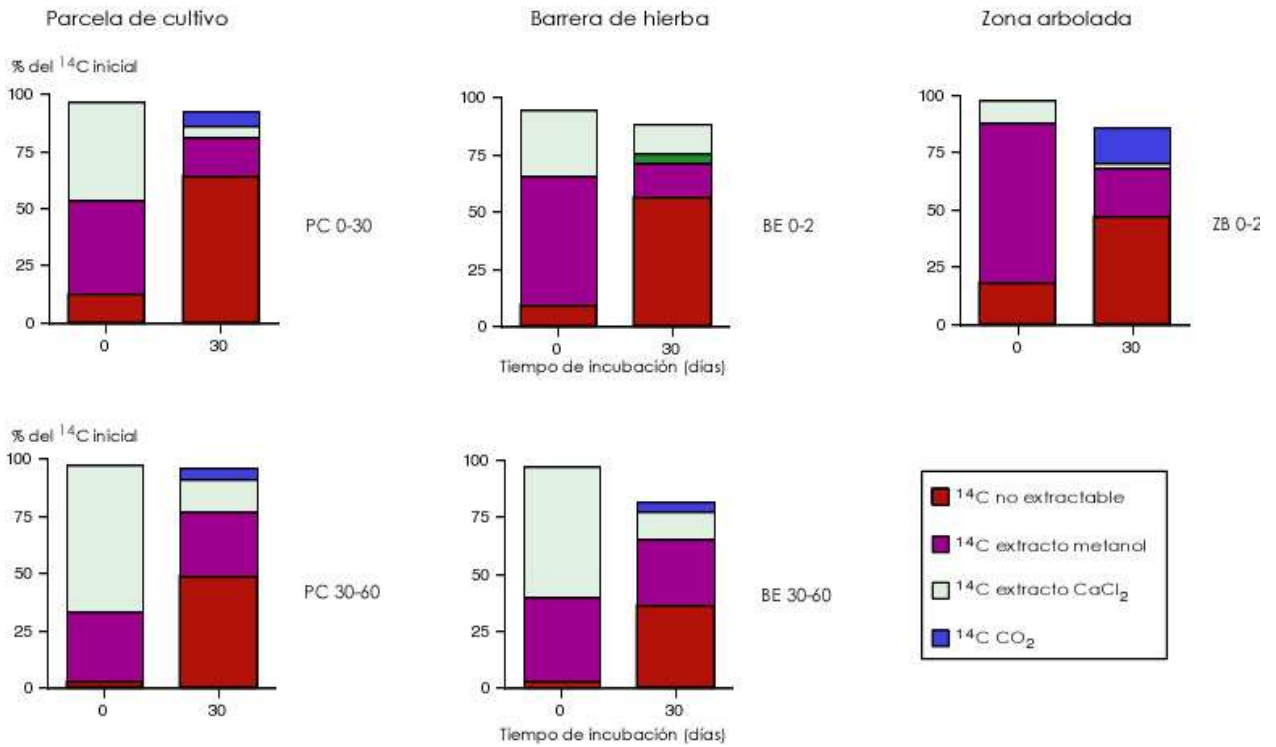 Parcela de cultivo
Barrera de hierba
Zona arbolada
% del ¹⁴C inicial
100
75
50
25
0
0
30
PC 0-30
100
75
50
25
0
0
30
Tiempo de incubación (días)
BE 0-2
100
75
50
25
0
0
30
ZB 0-2
% del ¹⁴C inicial
100
75
50
25
0
0
30
PC 30-60
100
75
50
25
0
0
30
Tiempo de incubación (días)
BE 30-60
¹⁴C no extractable
¹⁴C extracto metanol
¹⁴C extracto CaCl₂
¹⁴C CO₂